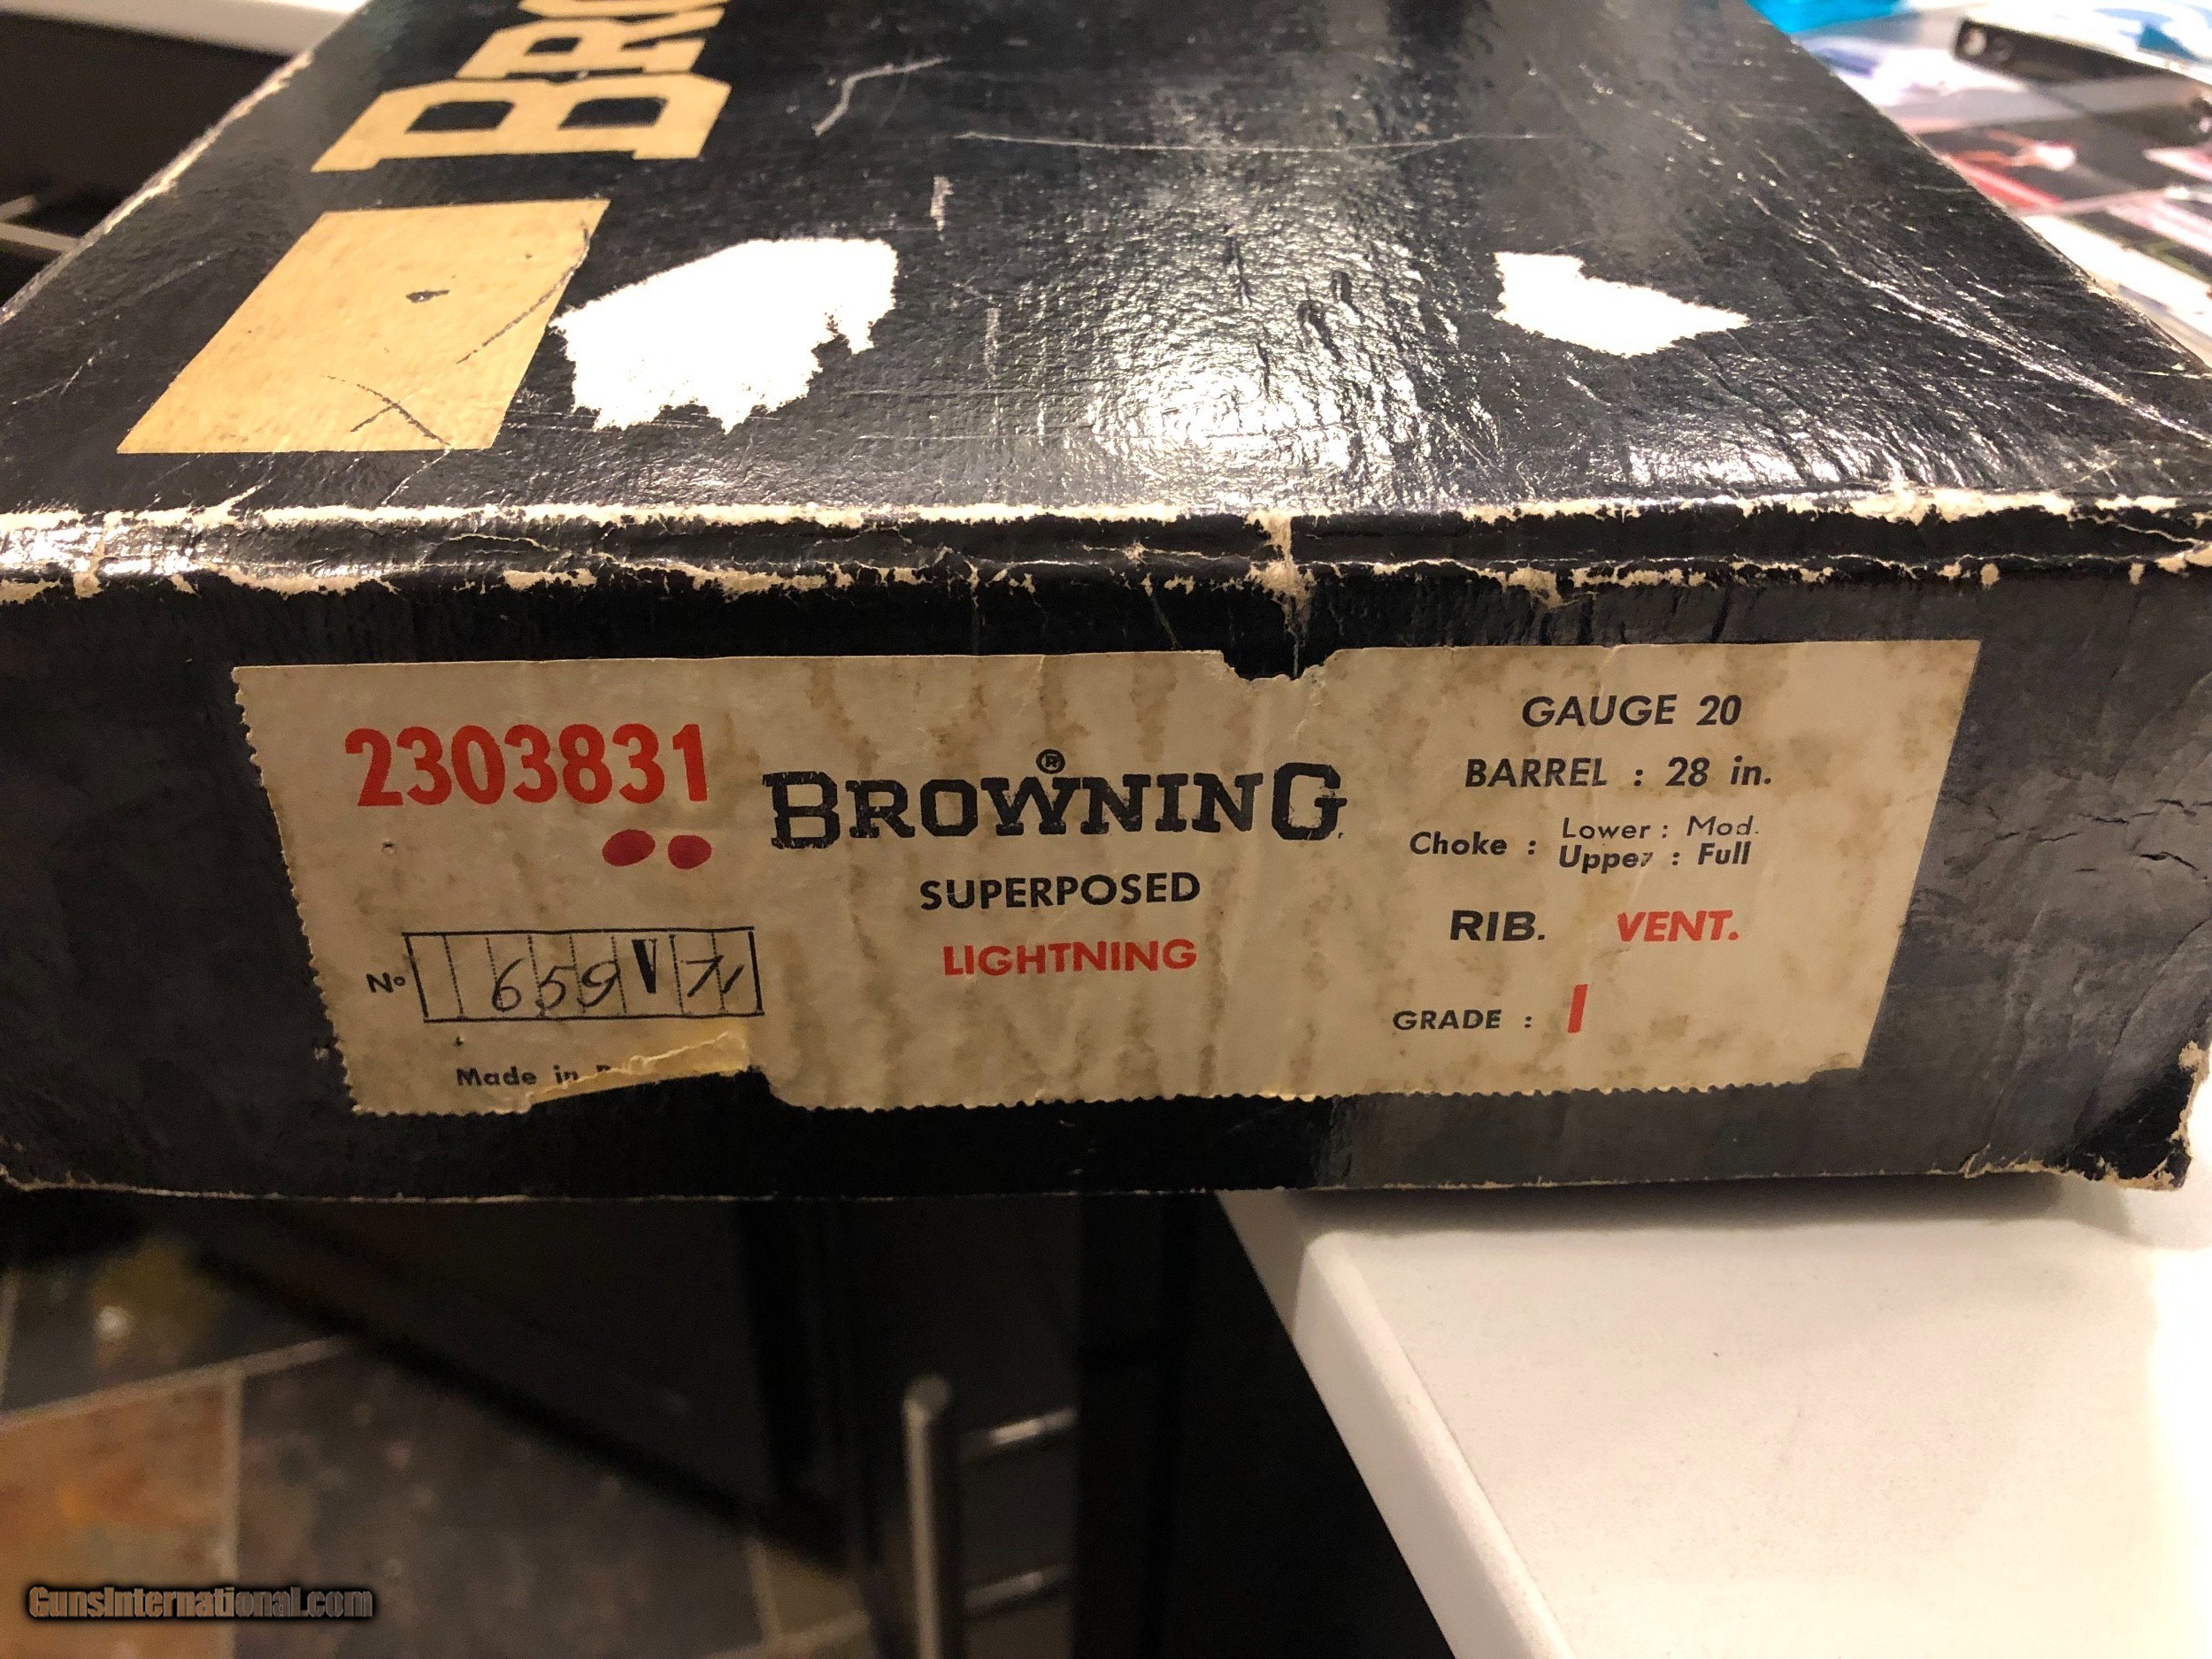 BRO
2303831
BROWNING
®
SUPERPOSED
LIGHTNING
No 659 V 71
Made in
GAUGE 20
BARREL : 28 in.
Choke : Lower : Mod.
Upper : Full
RIB. VENT.
GRADE : I
GunsInternational.com